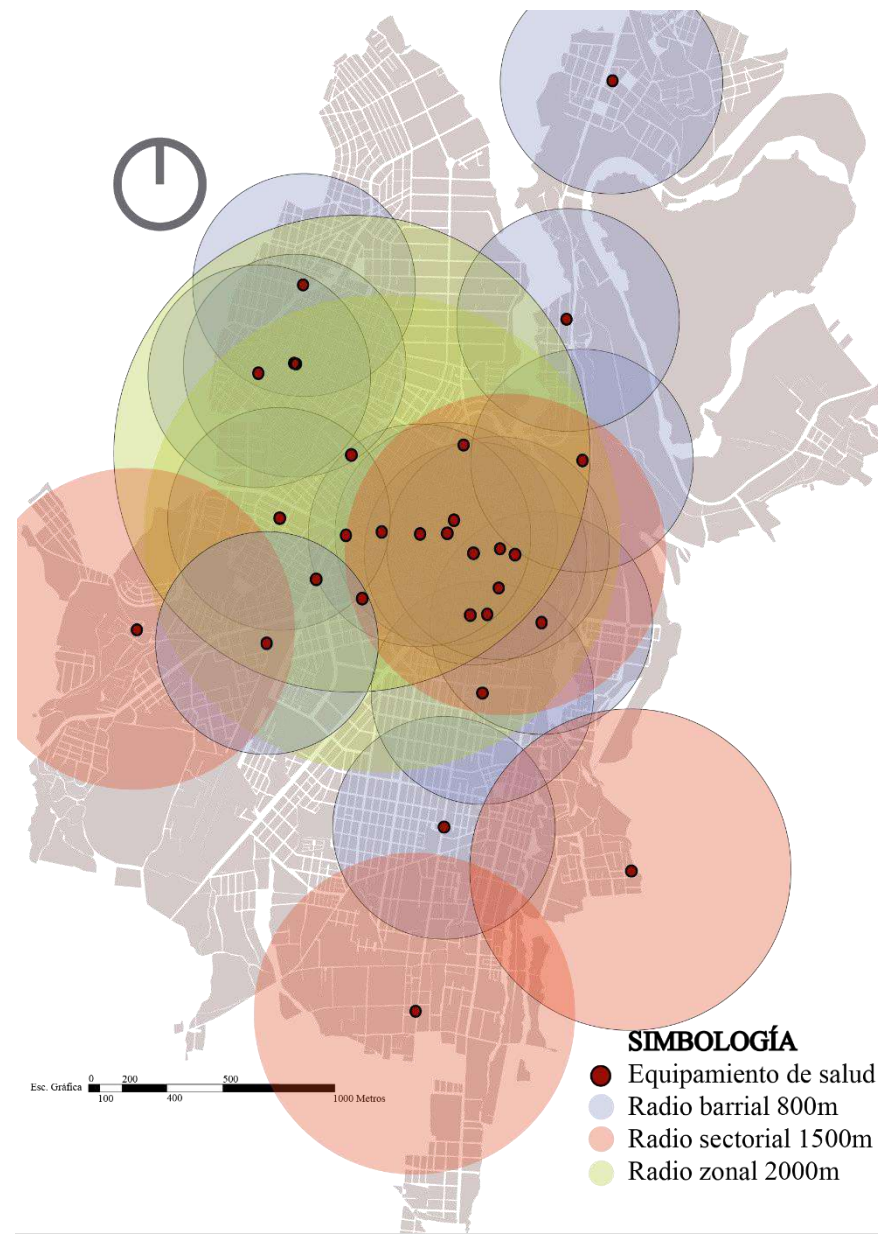 SIMBOLOGÍA
Equipamiento de salud
Radio barrial 800m
Radio sectorial 1500m
Radio zonal 2000m
Esc. Gráfica
0 200 500
100 400 1000 Metros